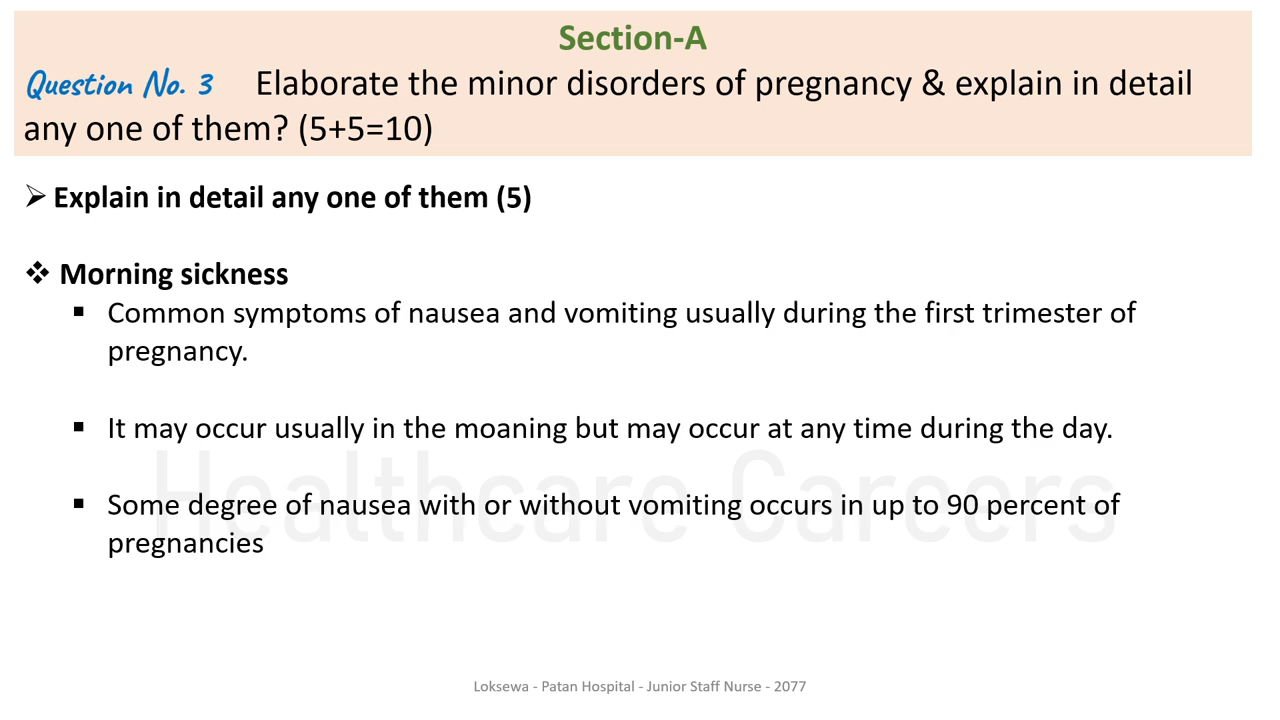 Section-A
Question No. 3 Elaborate the minor disorders of pregnancy & explain in detail
any one of them? (5+5=10)
➢ Explain in detail any one of them (5)
❖ Morning sickness
▪ Common symptoms of nausea and vomiting usually during the first trimester of
pregnancy.
▪ It may occur usually in the moaning but may occur at any time during the day.
Healthcare Careers
▪ Some degree of nausea with or without vomiting occurs in up to 90 percent of
pregnancies
Loksewa - Patan Hospital - Junior Staff Nurse - 2077